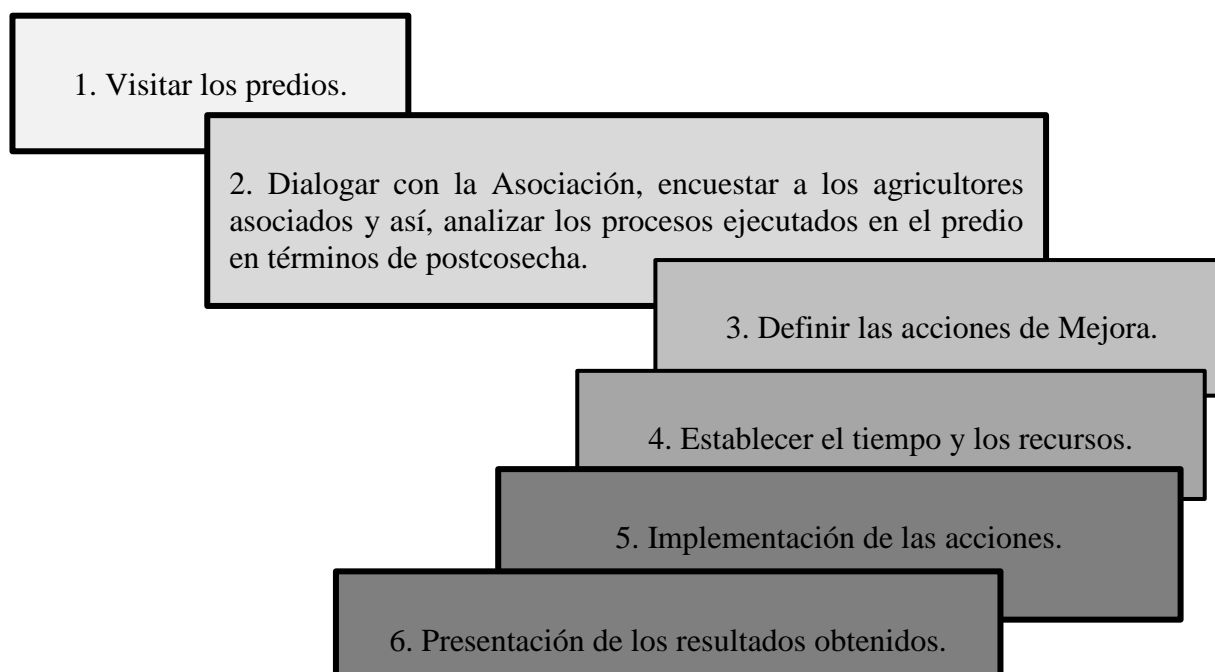 1. Visitar los predios.
2. Dialogar con la Asociación, encuestar a los agricultores
asociados y así, analizar los procesos ejecutados en el predio
en términos de postcosecha.
3. Definir las acciones de Mejora.
4. Establecer el tiempo y los recursos.
5. Implementación de las acciones.
6. Presentación de los resultados obtenidos.